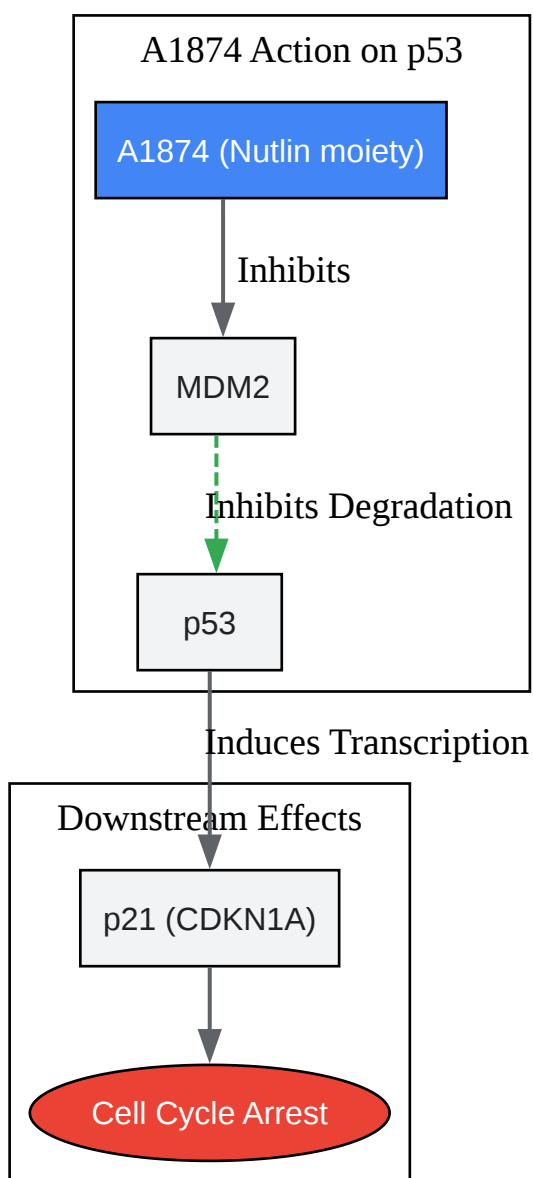 A1874 Action on p53
A1874 (Nutlin moiety)
Inhibits
MDM2
Inhibits Degradation
p53
Induces Transcription
Downstream Effects
p21 (CDKN1A)
Cell Cycle Arrest